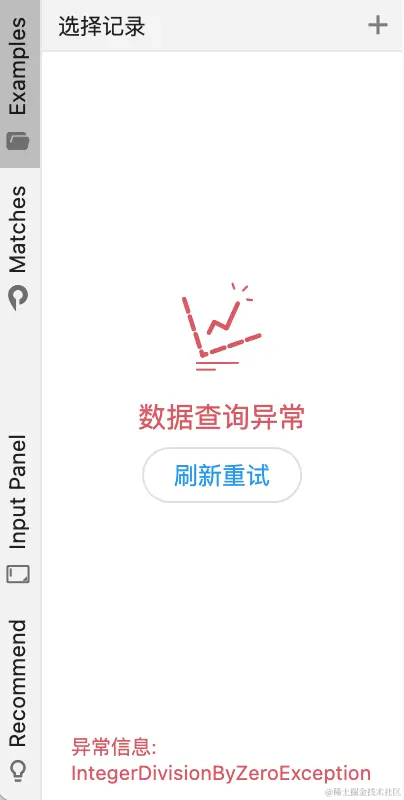 Examples
Matches
Input Panel
Recommend
选择记录
数据查询异常
刷新重试
异常信息:
IntegerDivisionByZeroException
@稀土掘金技术社区